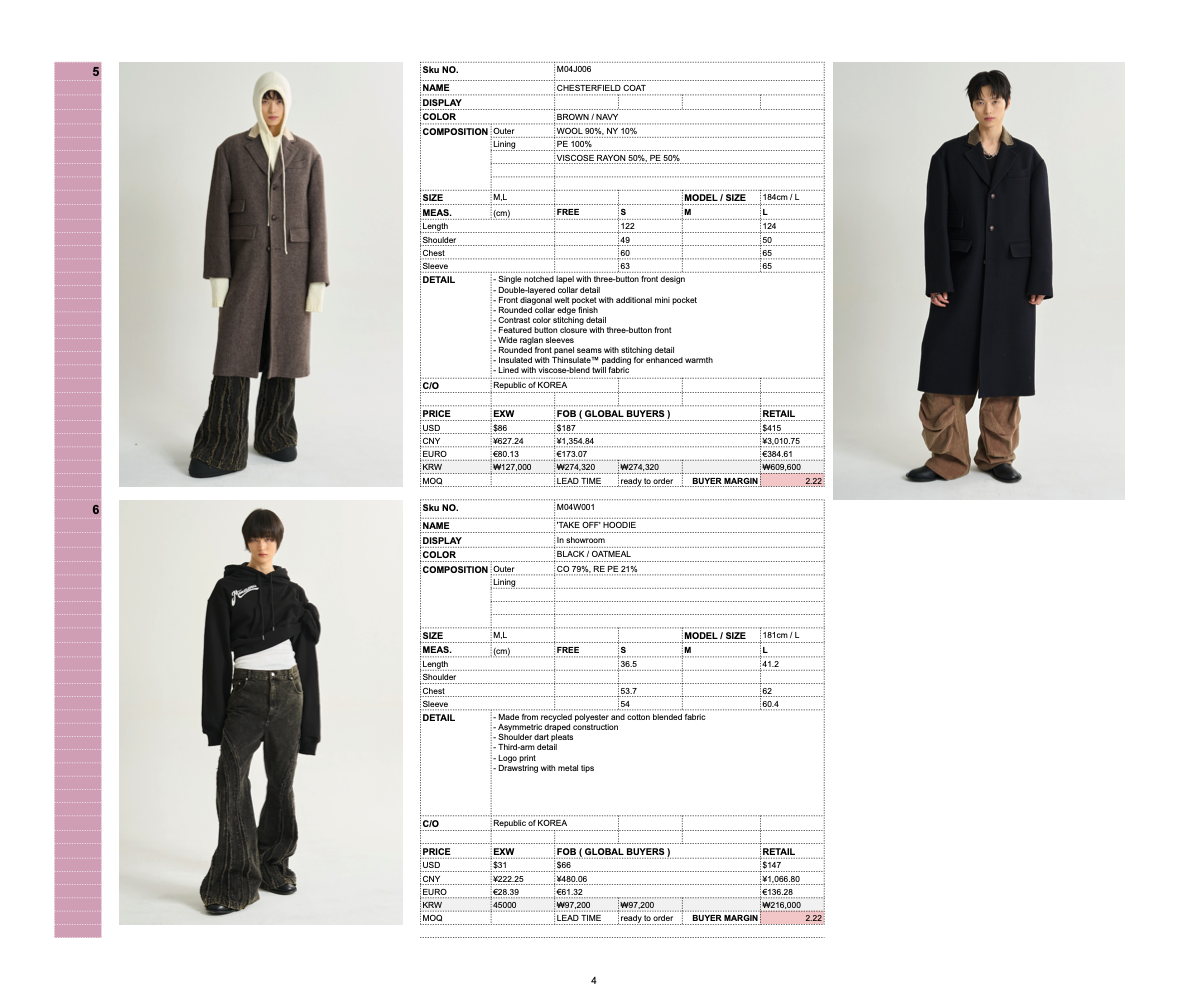 5
Sku NO. M04J006
NAME CHESTERFIELD COAT
DISPLAY
COLOR BROWN / NAVY
COMPOSITION Outer WOOL 90%, NY 10%
Lining PE 100%
VISCOSE RAYON 50%, PE 50%
SIZE M,L MODEL / SIZE 184cm / L
MEAS. (cm) FREE S M L
Length 122 124
Shoulder 49 50
Chest 60 65
Sleeve 63 65
DETAIL - Single notched lapel with three-button front design
- Double-layered collar detail
- Front diagonal welt pocket with additional mini pocket
- Rounded collar edge finish
- Contrast color stitching detail
- Featured button closure with three-button front
- Wide raglan sleeves
- Rounded front panel seams with stitching detail
- Insulated with Thinsulate™ padding for enhanced warmth
- Lined with viscose-blend twill fabric
C/O Republic of KOREA
PRICE EXW FOB ( GLOBAL BUYERS ) RETAIL
USD $86 $187 $415
CNY ¥627.24 ¥1,354.84 ¥3,010.75
EURO €80.13 €173.07 €384.61
KRW ₩127,000 ₩274,320 ₩274,320 ₩609,600
MOQ LEAD TIME ready to order BUYER MARGIN 2.22
6
Sku NO. M04W001
NAME 'TAKE OFF' HOODIE
DISPLAY In showroom
COLOR BLACK / OATMEAL
COMPOSITION Outer CO 79%, RE PE 21%
Lining
SIZE M,L MODEL / SIZE 181cm / L
MEAS. (cm) FREE S M L
Length 36.5 41.2
Shoulder
Chest 53.7 62
Sleeve 54 60.4
DETAIL - Made from recycled polyester and cotton blended fabric
- Asymmetric draped construction
- Shoulder dart pleats
- Third-arm detail
- Logo print
- Drawstring with metal tips
C/O Republic of KOREA
PRICE EXW FOB ( GLOBAL BUYERS ) RETAIL
USD $31 $66 $147
CNY ¥222.25 ¥480.06 ¥1,066.80
EURO €28.39 €61.32 €136.28
KRW 45000 ₩97,200 ₩97,200 ₩216,000
MOQ LEAD TIME ready to order BUYER MARGIN 2.22
4